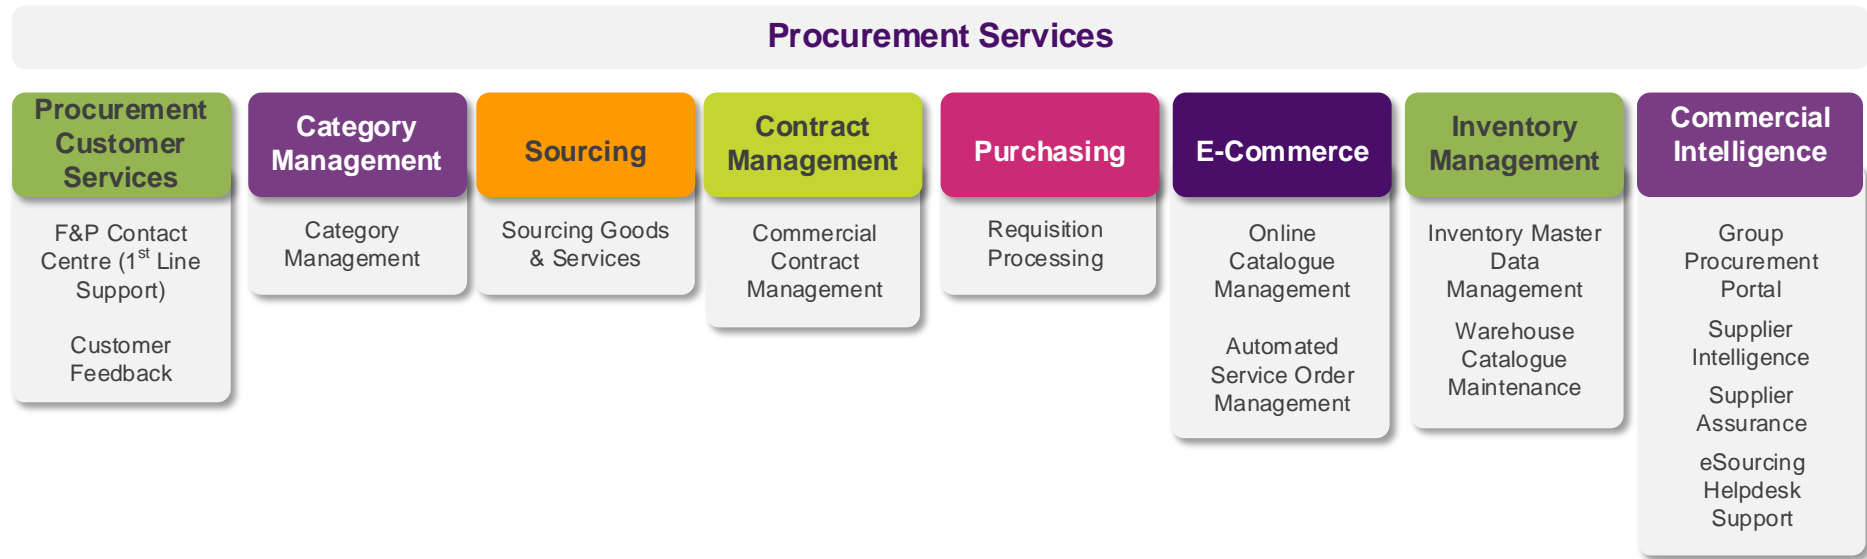 Procurement Services
Procurement
Customer
Services
F&P Contact
Centre (1st Line
Support)
Customer
Feedback
Category
Management
Category
Management
Sourcing
Sourcing Goods
& Services
Contract
Management
Commercial
Contract
Management
Purchasing
Requisition
Processing
E-Commerce
Online
Catalogue
Management
Automated
Service Order
Management
Inventory
Management
Inventory Master
Data
Management
Warehouse
Catalogue
Maintenance
Commercial
Intelligence
Group
Procurement
Portal
Supplier
Intelligence
Supplier
Assurance
eSourcing
Helpdesk
Support